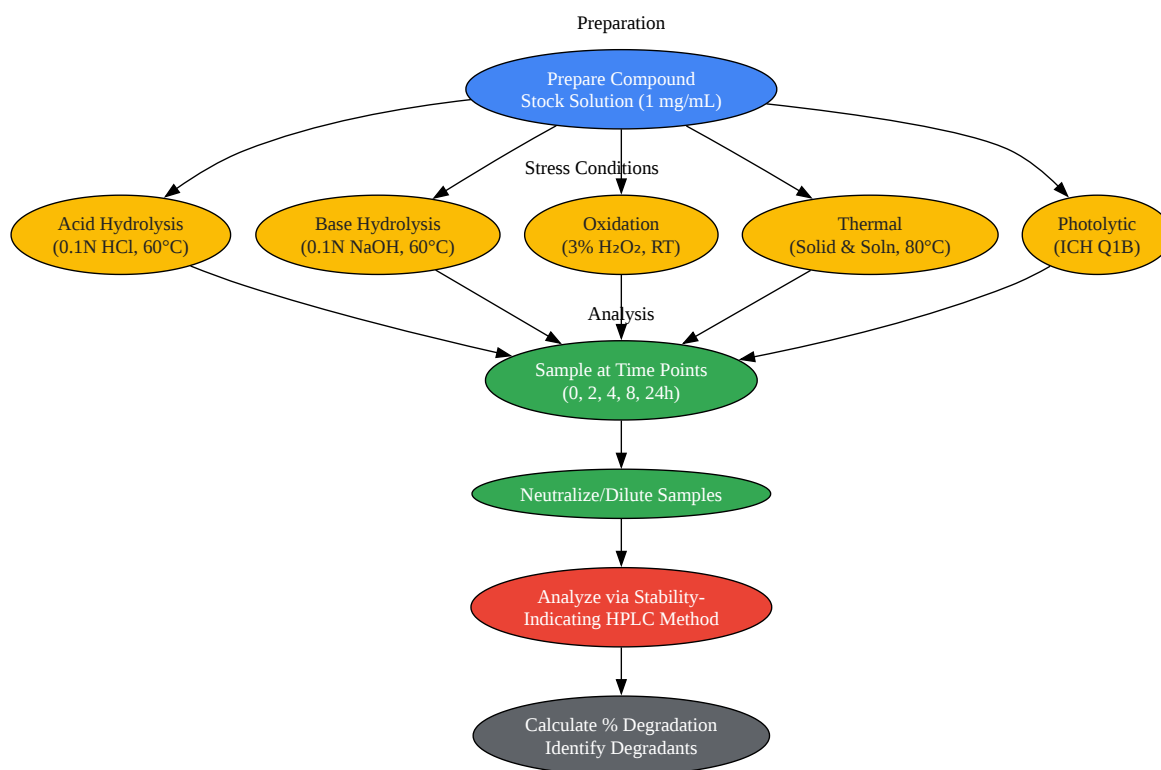 Preparation
Prepare Compound
Stock Solution (1 mg/mL)
Stress Conditions
Acid Hydrolysis
(0.1N HCl, 60°C)
Base Hydrolysis
(0.1N NaOH, 60°C)
Oxidation
(3% H₂O₂, RT)
Thermal
(Solid & Soln, 80°C)
Photolytic
(ICH Q1B)
Analysis
Sample at Time Points
(0, 2, 4, 8, 24h)
Neutralize/Dilute Samples
Analyze via Stability-
Indicating HPLC Method
Calculate % Degradation
Identify Degradants